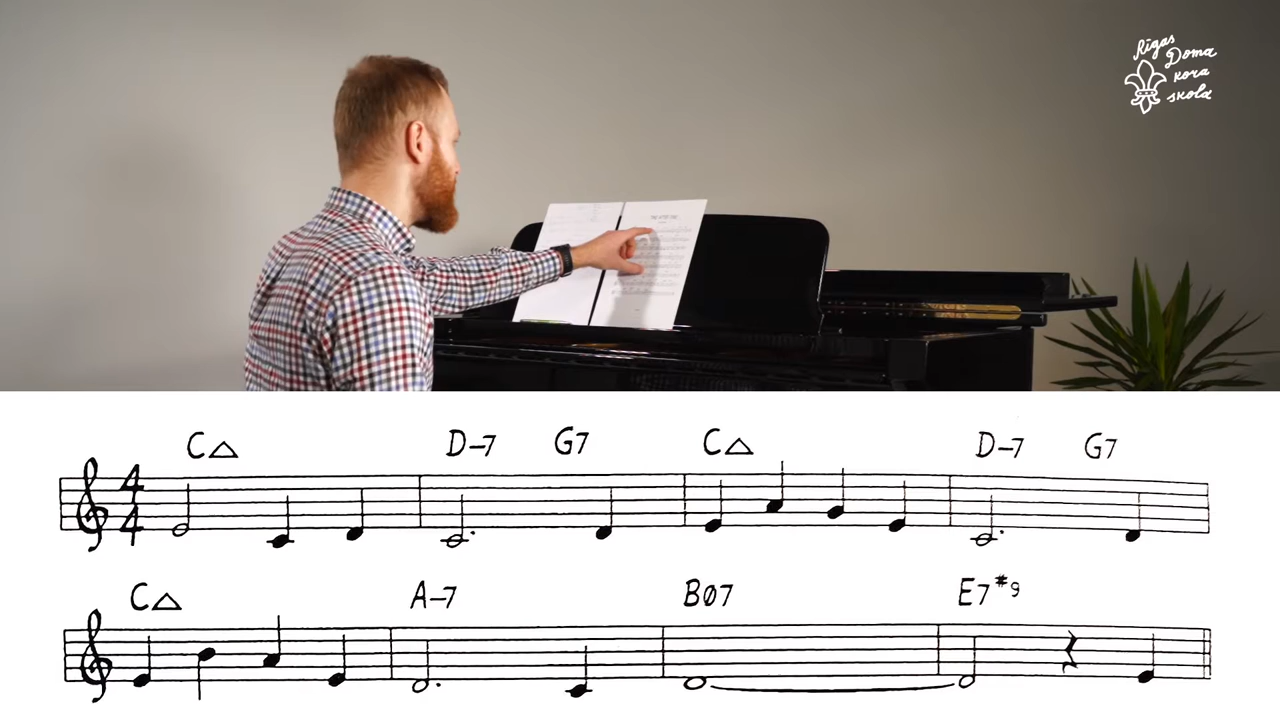 Rīgas
Doma
kora
skola
C△ D-7 G7 C△ D-7 G7
4
4
C△ A-7 Bø7 E7#9